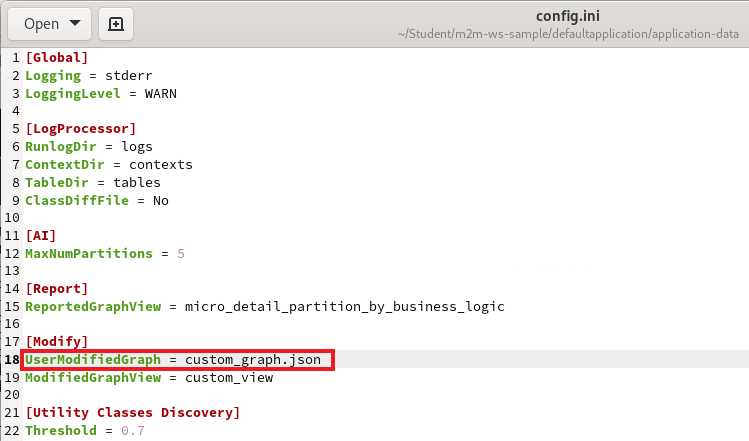 Open
config.ini
~/Student/m2m-ws-sample/defaultapplication/application-data
1 [Global]
2 Logging = stderr
3 LoggingLevel = WARN
4
5 [LogProcessor]
6 RunlogDir = logs
7 ContextDir = contexts
8 TableDir = tables
9 ClassDiffFile = No
10
11 [AI]
12 MaxNumPartitions = 5
13
14 [Report]
15 ReportedGraphView = micro_detail_partition_by_business_logic
16
17 [Modify]
18 UserModifiedGraph = custom_graph.json
19 ModifiedGraphView = custom_view
20
21 [Utility Classes Discovery]
22 Threshold = 0.7